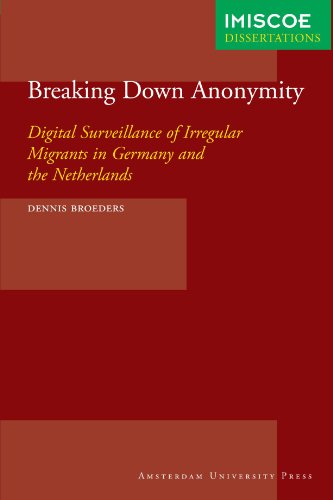 IMISCOE
DISSERTATIONS
Breaking Down Anonymity
Digital Surveillance of Irregular
Migrants in Germany and
the Netherlands
DENNIS BROEDERS
AMSTERDAM UNIVERSITY PRESS